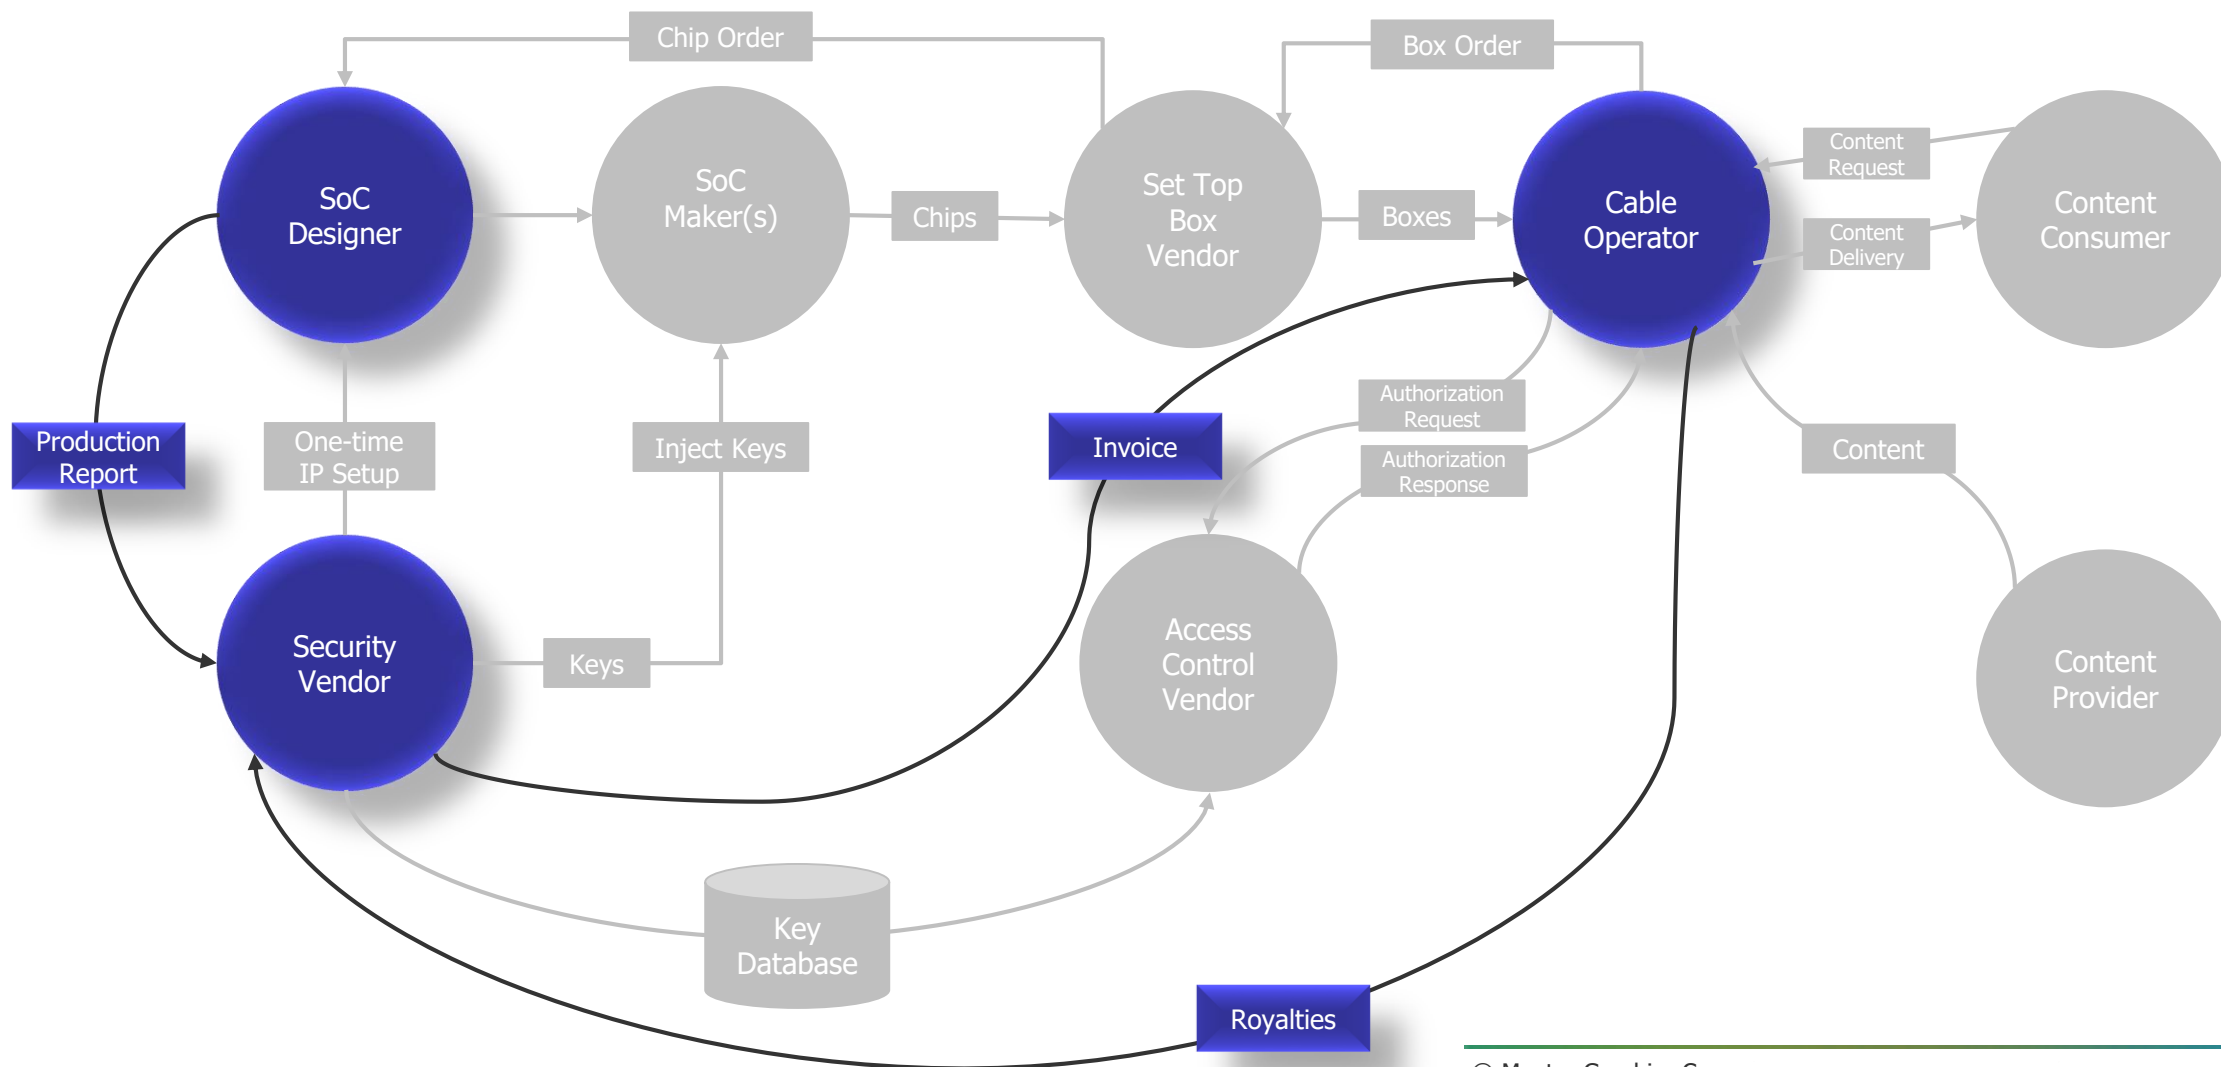 Chip Order
Box Order
SoC
Designer
SoC
Maker(s)
Chips
Set Top
Box
Vendor
Boxes
Cable
Operator
Content
Request
Content
Delivery
Content
Consumer
Production
Report
One-time
IP Setup
Inject Keys
Invoice
Authorization
Request
Authorization
Response
Content
Security
Vendor
Keys
Access
Control
Vendor
Content
Provider
Key
Database
Royalties